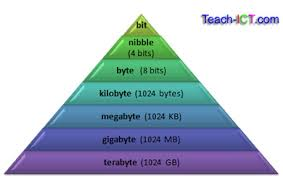 Teach-ICT.com
bit
nibble
(4 bits)
byte (8 bits)
kilobyte (1024 bytes)
megabyte (1024 KB)
gigabyte (1024 MB)
terabyte (1024 GB)